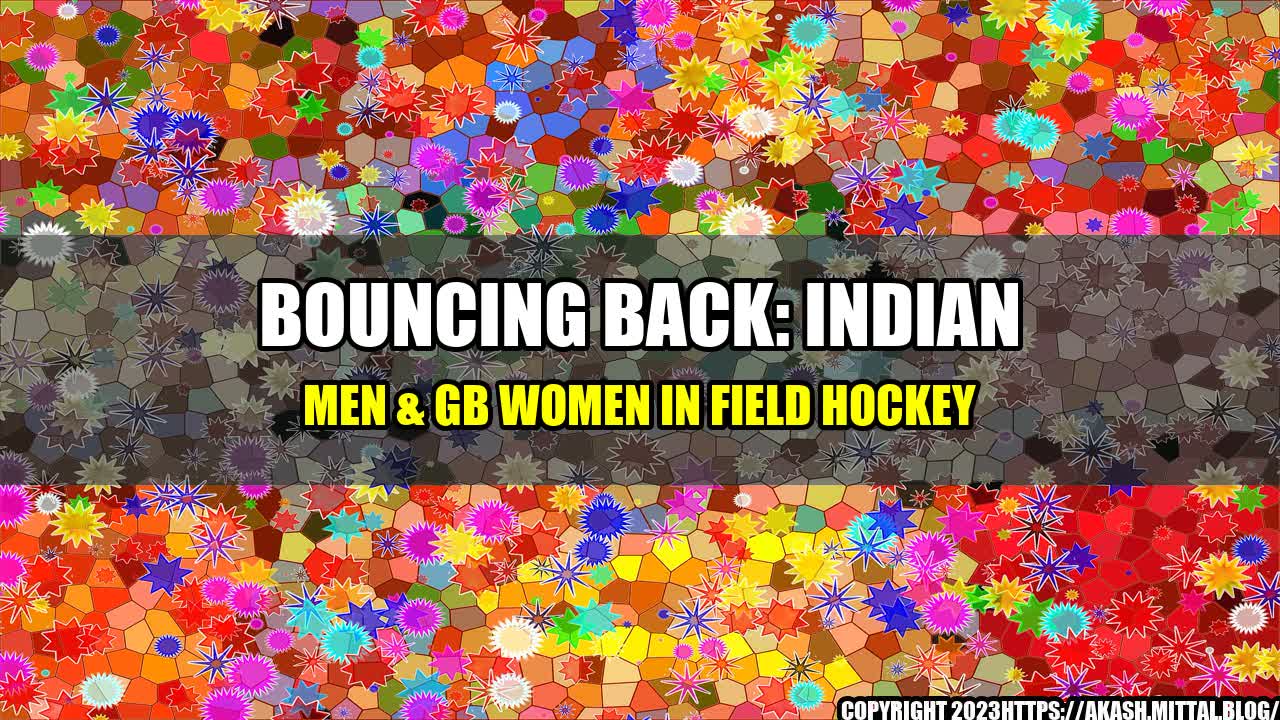 BOUNCING BACK: INDIAN
MEN & GB WOMEN IN FIELD HOCKEY
COPYRIGHT 2023HTTPS://AKASH.MITTAL.BLOG/